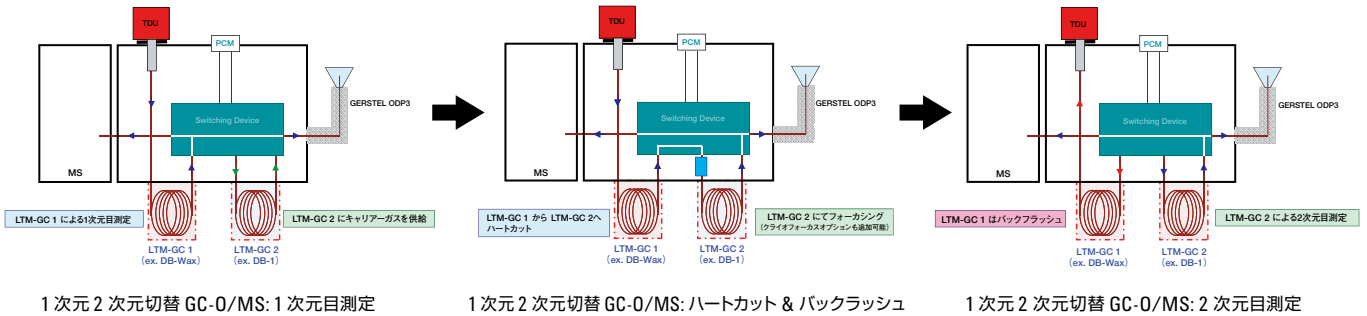 TDU
PCM
GERSTEL ODP3
Switching Device
MS
LTM-GC 1 による1次元目測定
LTM-GC 2 にキャリアーガスを供給
LTM-GC 1
(ex. DB-Wax)
LTM-GC 2
(ex. DB-1)
1次元2次元切替 GC-O/MS: 1次元目測定
TDU
PCM
GERSTEL ODP3
Switching Device
MS
LTM-GC 1 から LTM-GC 2へ
ハートカット
LTM-GC 2 にてフォーカシング
(クライオフォーカスオプションも追加可能)
LTM-GC 1
(ex. DB-Wax)
LTM-GC 2
(ex. DB-1)
1次元2次元切替 GC-O/MS: ハートカット & バックラッシュ
TDU
PCM
GERSTEL ODP3
Switching Device
MS
LTM-GC 1 はバックフラッシュ
LTM-GC 2 による2次元目測定
LTM-GC 1
(ex. DB-Wax)
LTM-GC 2
(ex. DB-1)
1次元2次元切替 GC-O/MS: 2次元目測定